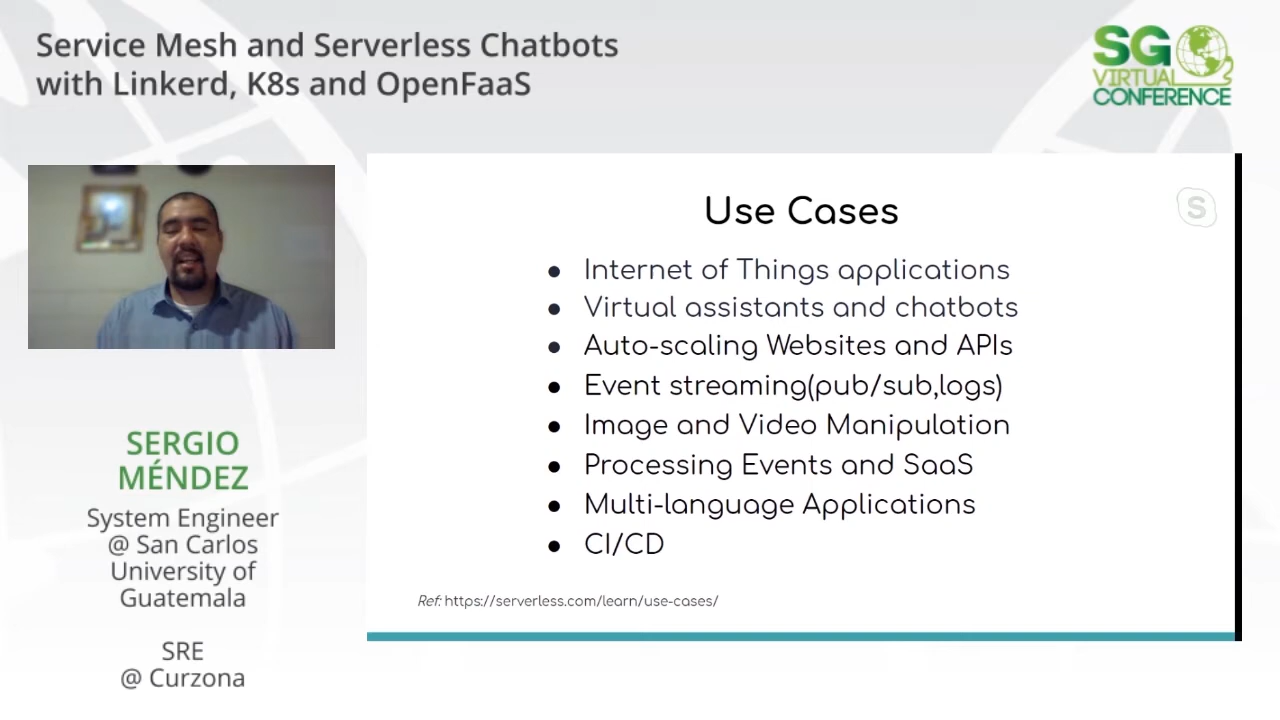 Service Mesh and Serverless Chatbots
with Linkerd, K8s and OpenFaaS
SG
VIRTUAL
CONFERENCE
SERGIO
MÉNDEZ
System Engineer
@ San Carlos
University of
Guatemala
SRE
@ Curzona
Use Cases
S
● Internet of Things applications
● Virtual assistants and chatbots
● Auto-scaling Websites and APIs
● Event streaming(pub/sub,logs)
● Image and Video Manipulation
● Processing Events and SaaS
● Multi-language Applications
● CI/CD
Ref: https://serverless.com/learn/use-cases/